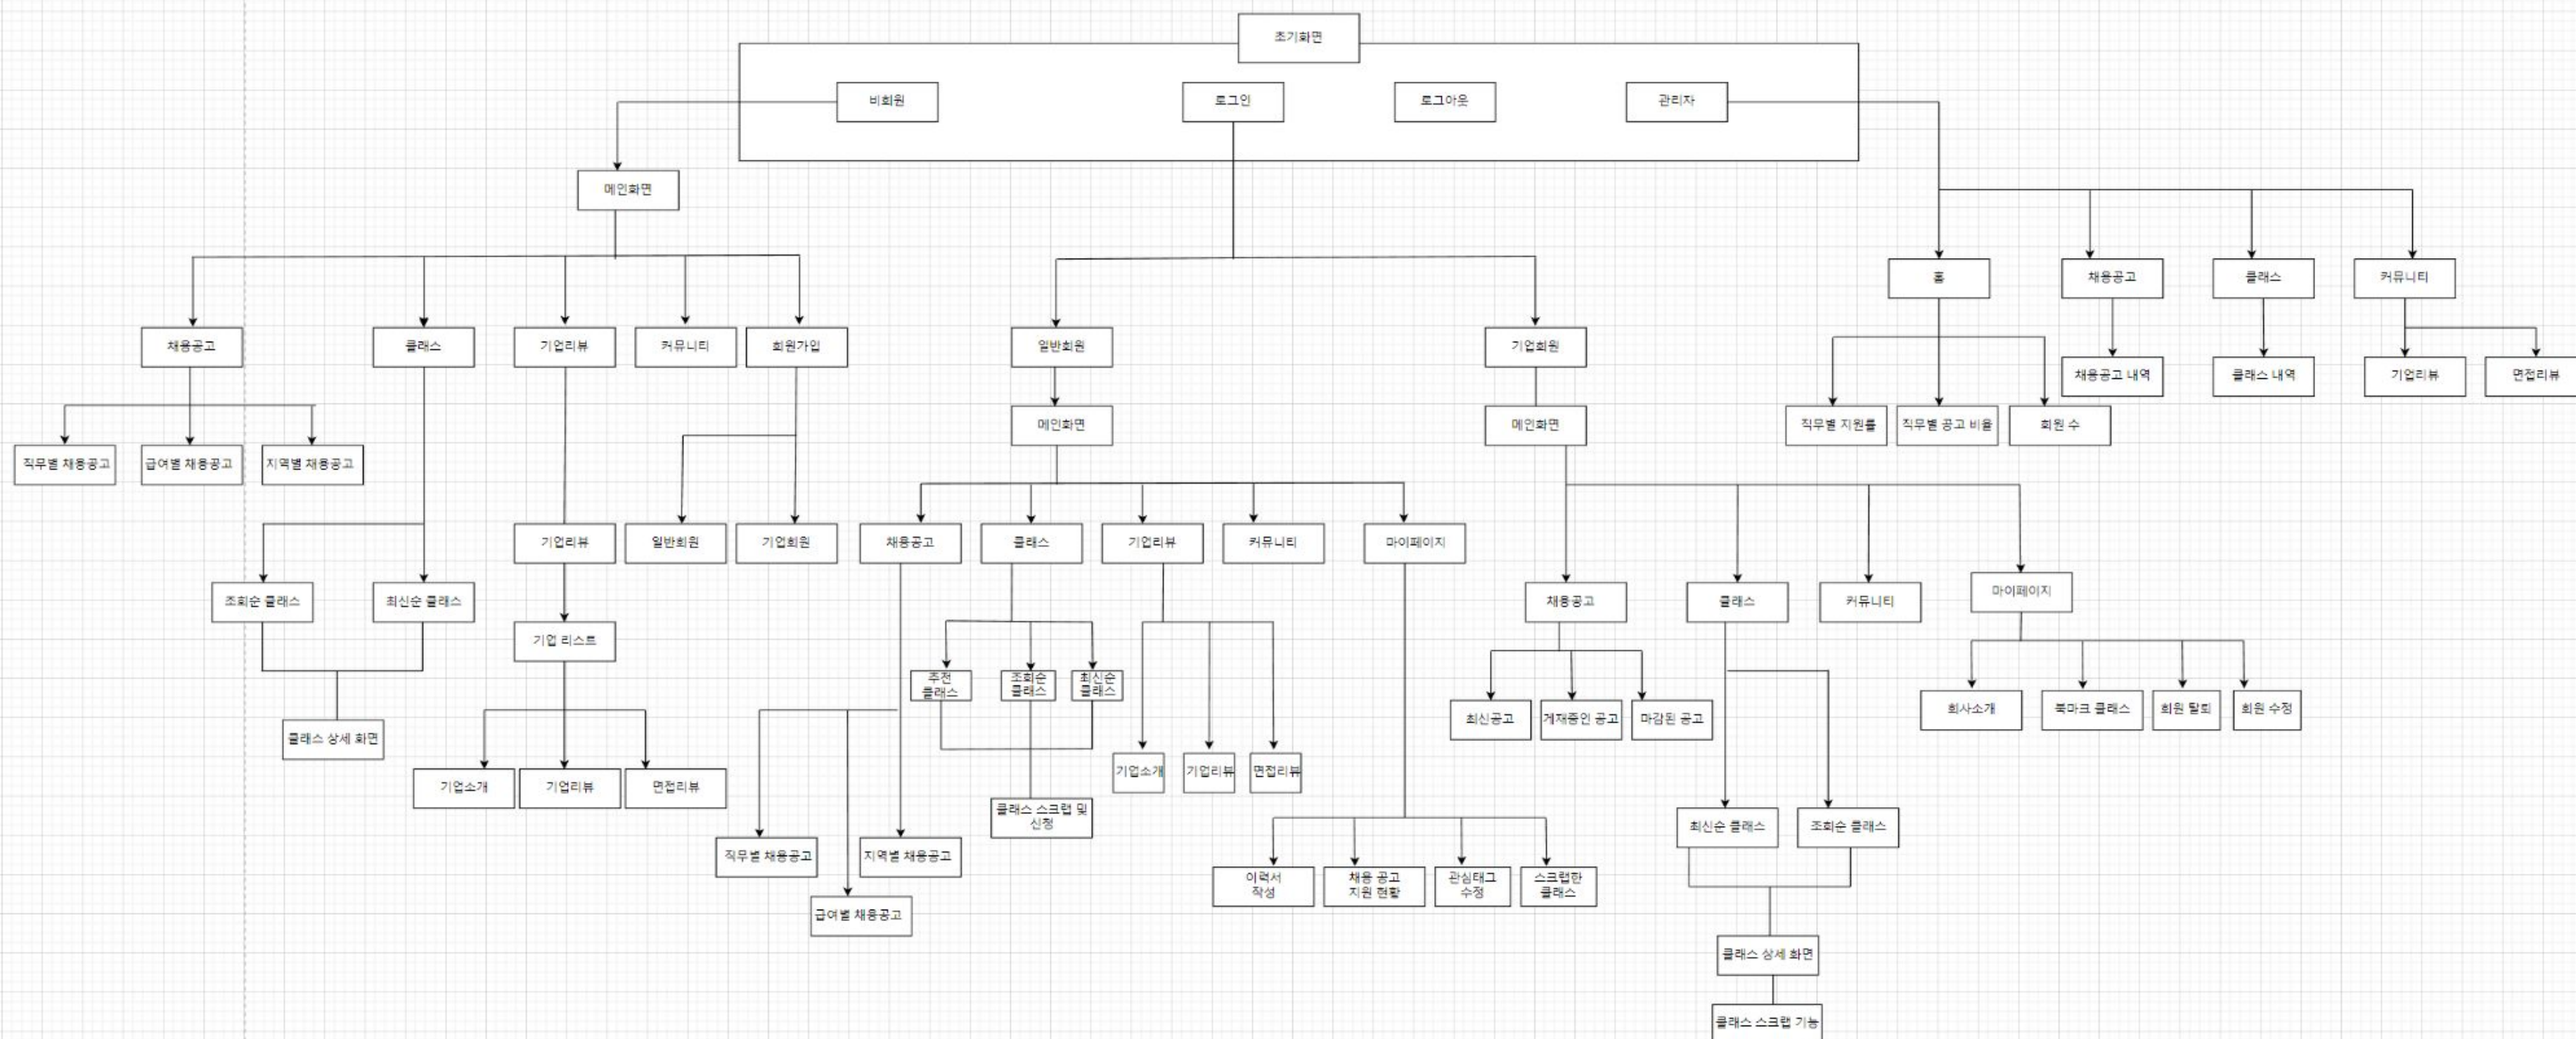 초기화면
비회원
로그인
로그아웃
관리자
메인화면
홈
채용공고
클래스
커뮤니티
채용공고
클래스
기업리뷰
커뮤니티
회원가입
일반회원
기업회원
채용공고 내역
클래스 내역
기업리뷰
면접리뷰
메인화면
메인화면
직무별 지원률
직무별 공고 비율
회원 수
직무별 채용공고
급여별 채용공고
지역별 채용공고
기업리뷰
일반회원
기업회원
채용공고
클래스
기업리뷰
커뮤니티
마이페이지
조회순 클래스
최신순 클래스
채용공고
클래스
커뮤니티
마이페이지
기업 리스트
추천
클래스
조회순
클래스
최신순
클래스
최신공고
게재중인 공고
마감된 공고
회사소개
북마크 클래스
회원 탈퇴
회원 수정
클래스 상세 화면
기업소개
기업리뷰
면접리뷰
기업소개
기업리뷰
면접리뷰
클래스 스크랩 및
신청
최신순 클래스
조회순 클래스
직무별 채용공고
지역별 채용공고
이력서
작성
채용 공고
지원 현황
관심태그
수정
스크랩한
클래스
급여별 채용공고
클래스 상세 화면
클래스 스크랩 기능